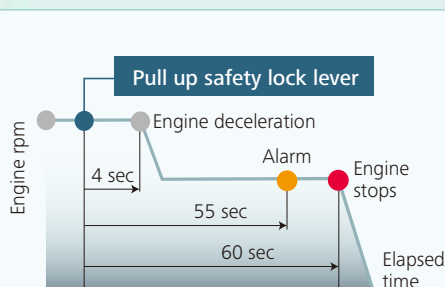 Pull up safety lock lever
Engine rpm
Engine deceleration
4 sec
Alarm
Engine
stops
55 sec
60 sec
Elapsed
time